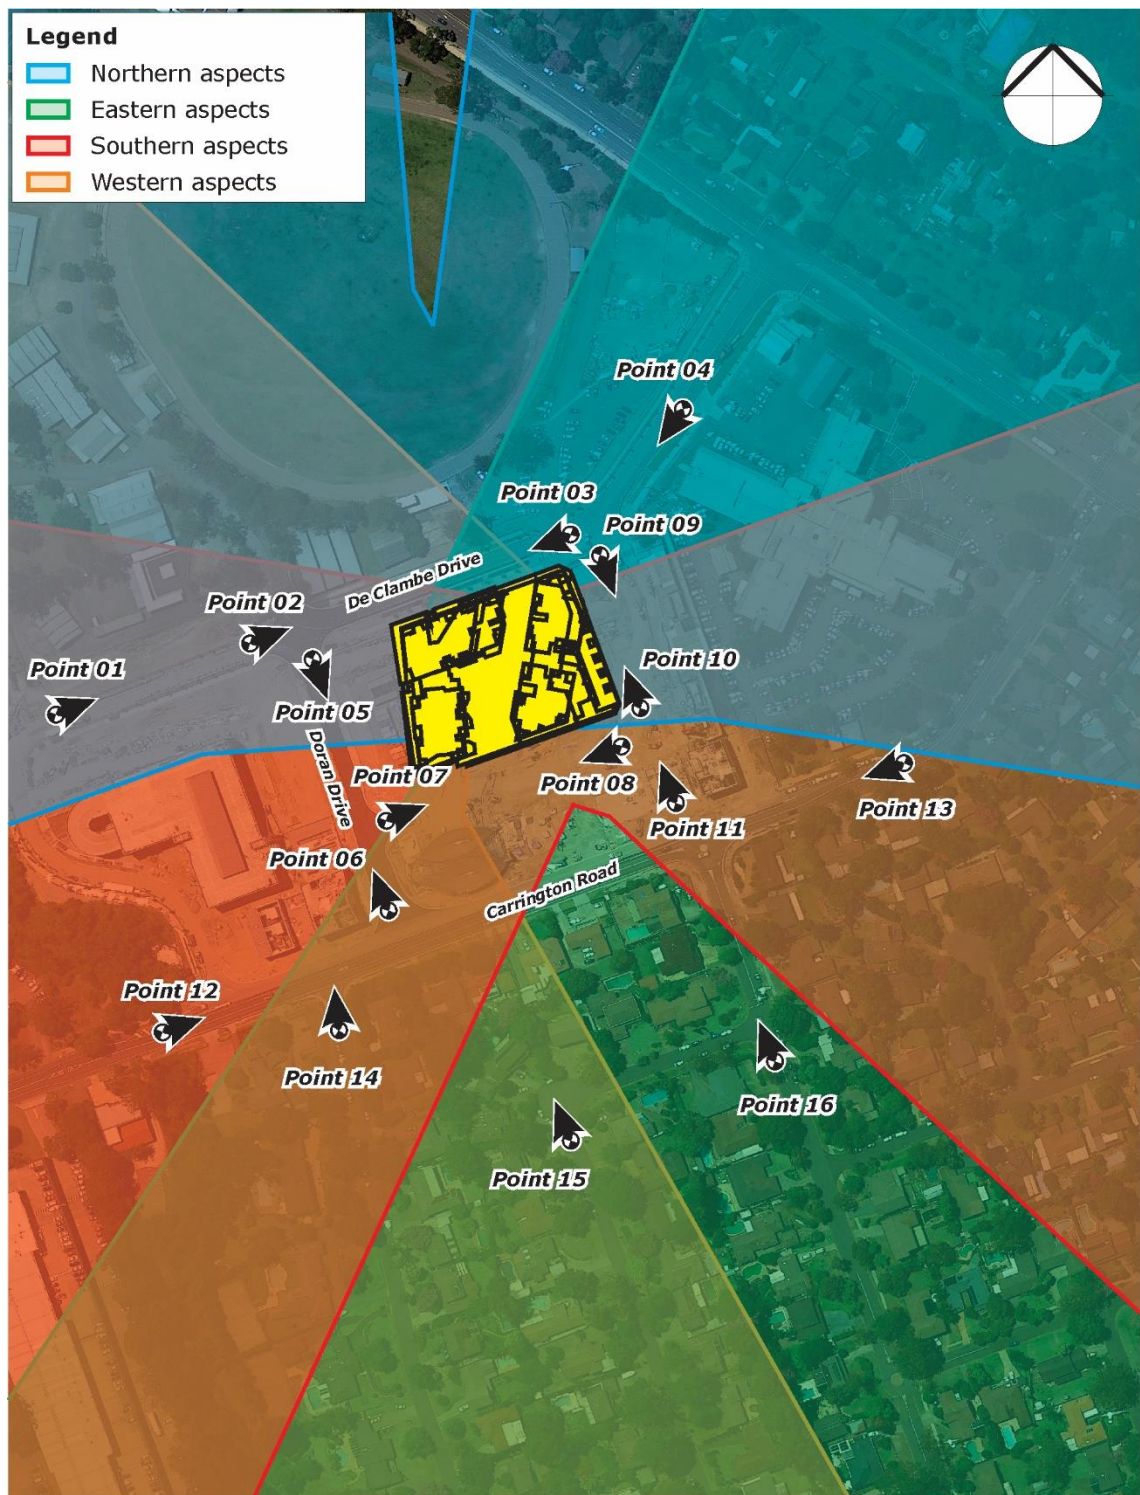 Legend
Northern aspects
Eastern aspects
Southern aspects
Western aspects
Point 04
Point 03
Point 09
De Clambe Drive
Point 02
Point 10
Point 01
Point 05
Doran Drive
Point 07
Point 08
Point 13
Point 11
Point 06
Carrington Road
Point 12
Point 14
Point 16
Point 15